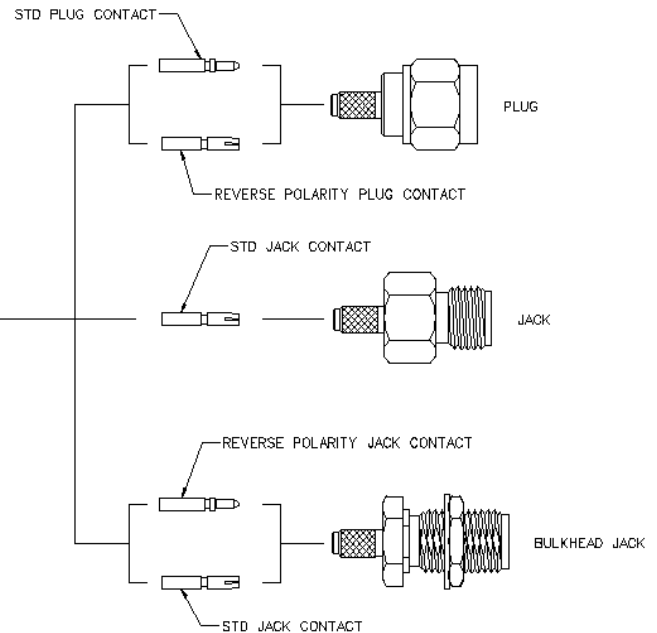 STD PLUG CONTACT
PLUG
REVERSE POLARITY PLUG CONTACT
STD JACK CONTACT
JACK
REVERSE POLARITY JACK CONTACT
BULKHEAD JACK
STD JACK CONTACT